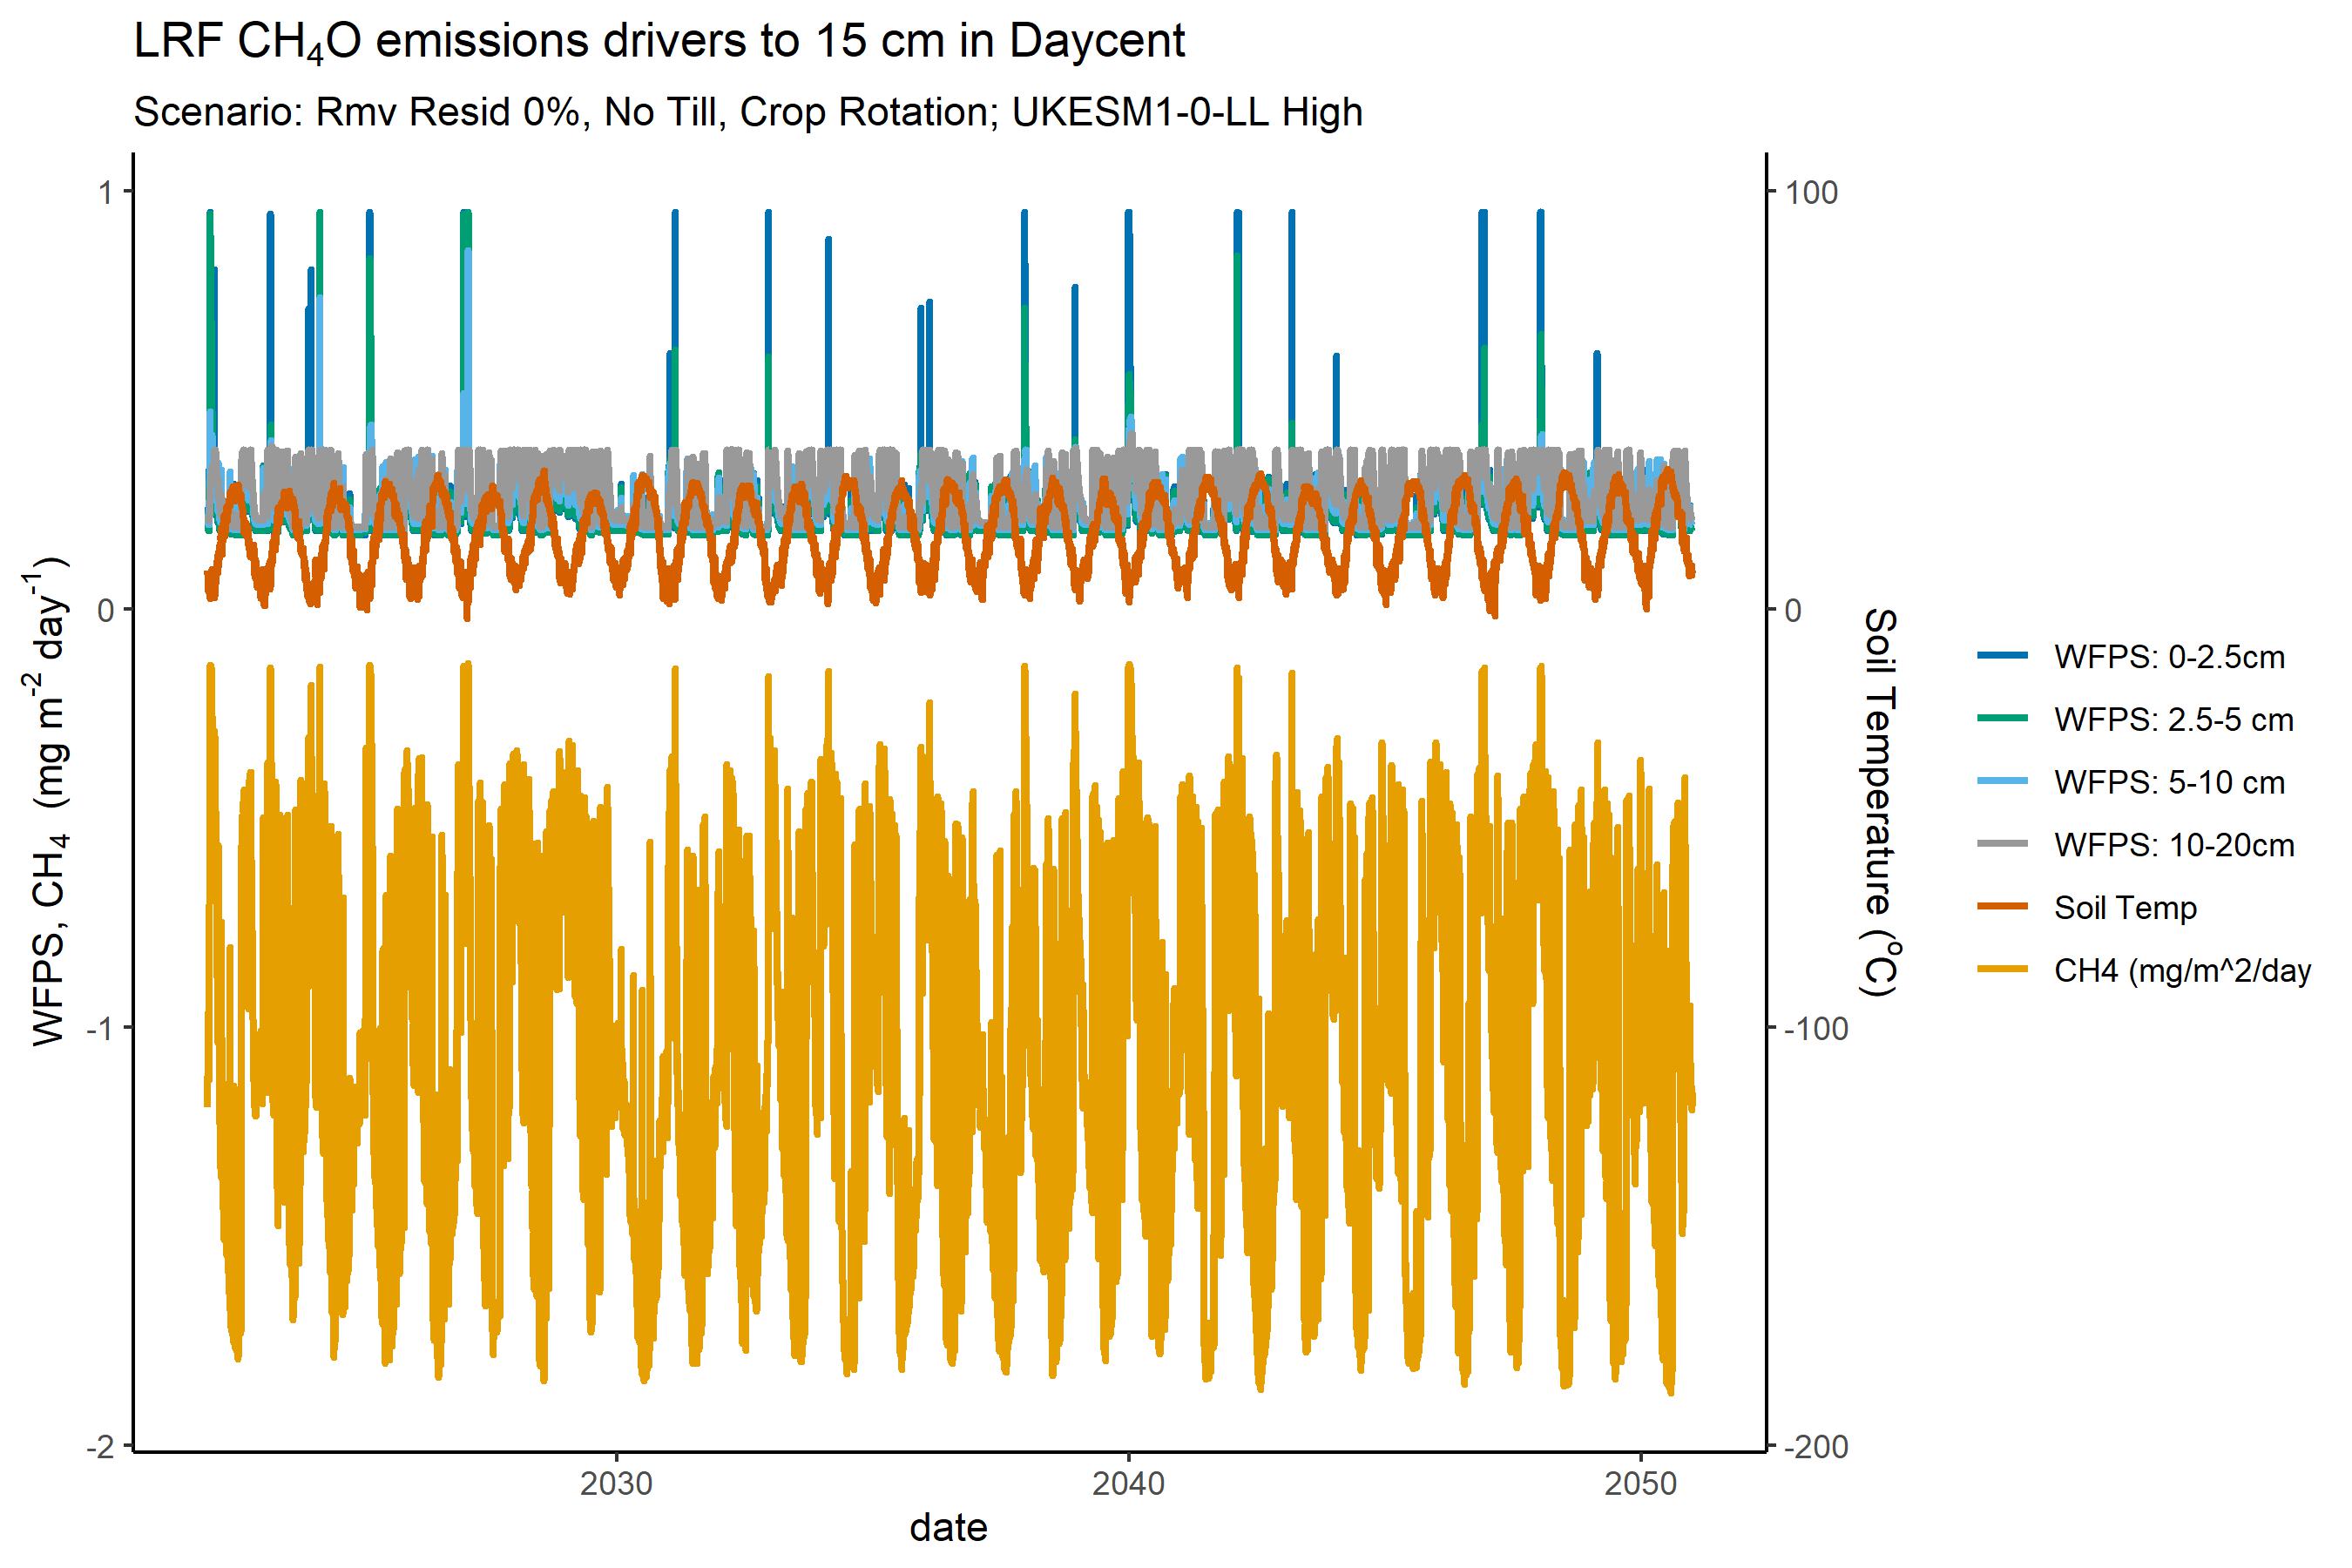 LRF CH₄O emissions drivers to 15 cm in Daycent
Scenario: Rmv Resid 0%, No Till, Crop Rotation; UKESM1-0-LL High
WFPS, CH₄ (mg m⁻² day⁻¹)
1
0
-1
-2
100
0
-100
-200
Soil Temperature (ºC)
2030
2040
2050
date
WFPS: 0-2.5cm
WFPS: 2.5-5 cm
WFPS: 5-10 cm
WFPS: 10-20cm
Soil Temp
CH4 (mg/m^2/day